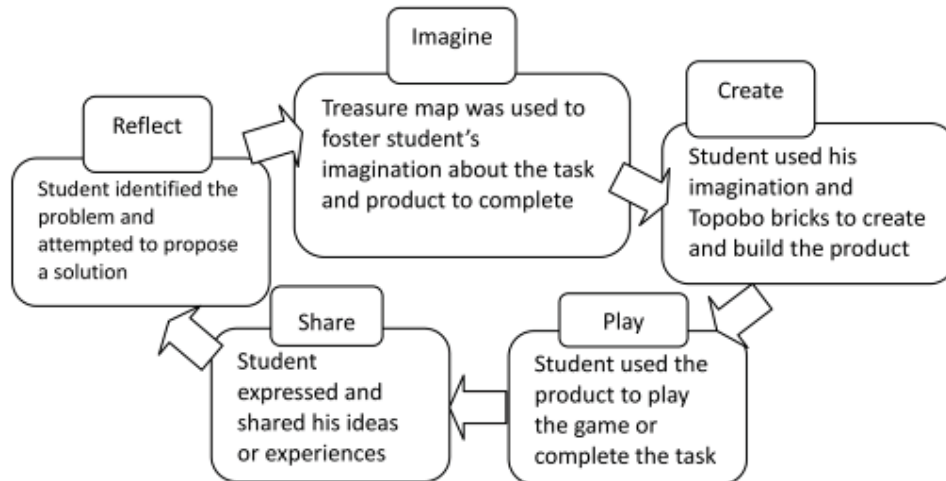 Imagine
Treasure map was used to
foster student's
imagination about the task
and product to complete
Create
Student used his
imagination and
Topobo bricks to create
and build the product
Play
Student used the
product to play
the game or
complete the task
Share
Student
expressed and
shared his ideas
or experiences
Reflect
Student identified the
problem and
attempted to propose
a solution